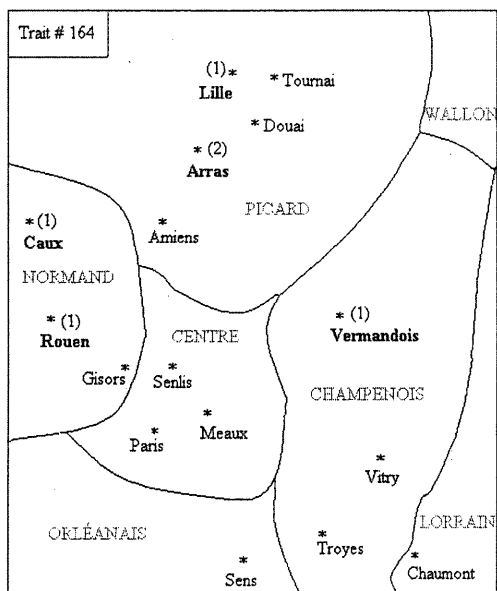 Trait # 164
(1)
* * Tournai
Lille
WALLON
* Douai
* (2)
Arras
PICARD
* (1)
Caux
*
Amiens
NORMAND
* (1)
Rouen
* (1)
Vermandois
CENTRE
* *
Gisors Senlis
CHAMPENOIS
* *
Paris Meaux
*
Vitry
ORLÉANAIS
LORRAIN
*
Troyes
*
Sens
*
Chaumont